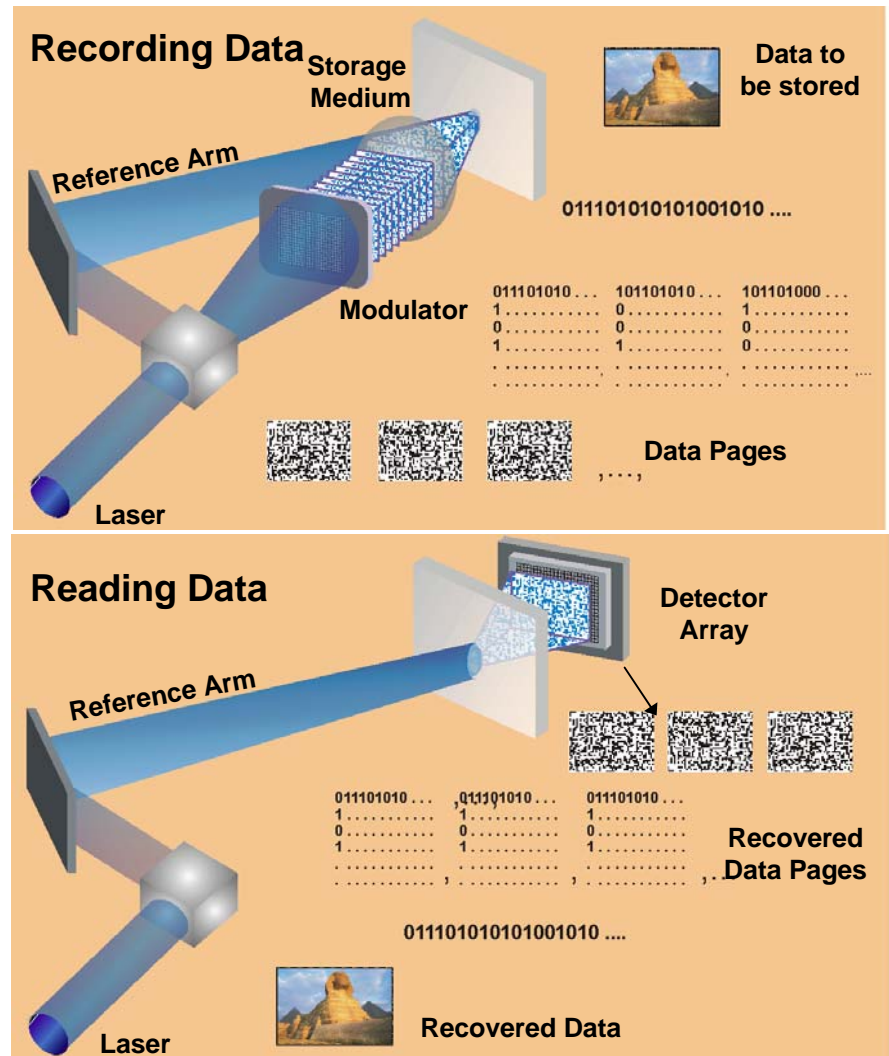 Recording Data
Storage
Medium
Data to
be stored
Reference Arm
011101010101001010 ....
Modulator
011101010 . . . 101101010 . . . 101101000 . . .
1 . . . . . . . . . . . 0 . . . . . . . . . . . 1 . . . . . . . . . . .
0 . . . . . . . . . . . 0 . . . . . . . . . . . 0 . . . . . . . . . . .
1 . . . . . . . . . . . 1 . . . . . . . . . . . 0 . . . . . . . . . . .
. . . . . . . . . . . . , . . . . . . . . . . . . , . . . . . . . . . . . . ,...
. . . . . . . . . . . . . . . . . . . . . . . . . . . . . . . . . . . .
Data Pages
,...,
Laser
Reading Data
Detector
Array
Reference Arm
011101010 . . . 011101010 . . . 011101010 . . .
1 . . . . . . . . . . . 1 . . . . . . . . . . . 1 . . . . . . . . . . .
0 . . . . . . . . . . . 0 . . . . . . . . . . . 0 . . . . . . . . . . .
1 . . . . . . . . . . . 1 . . . . . . . . . . . 1 . . . . . . . . . . .
. . . . . . . . . . . . . . . . . . . . . . . . . . . . . . . . . . . .
. . . . . . . . . . . . , . . . . . . . . . . . . , . . . . . . . . . . . . , . . .
Recovered
Data Pages
011101010101001010 ....
Recovered Data
Laser